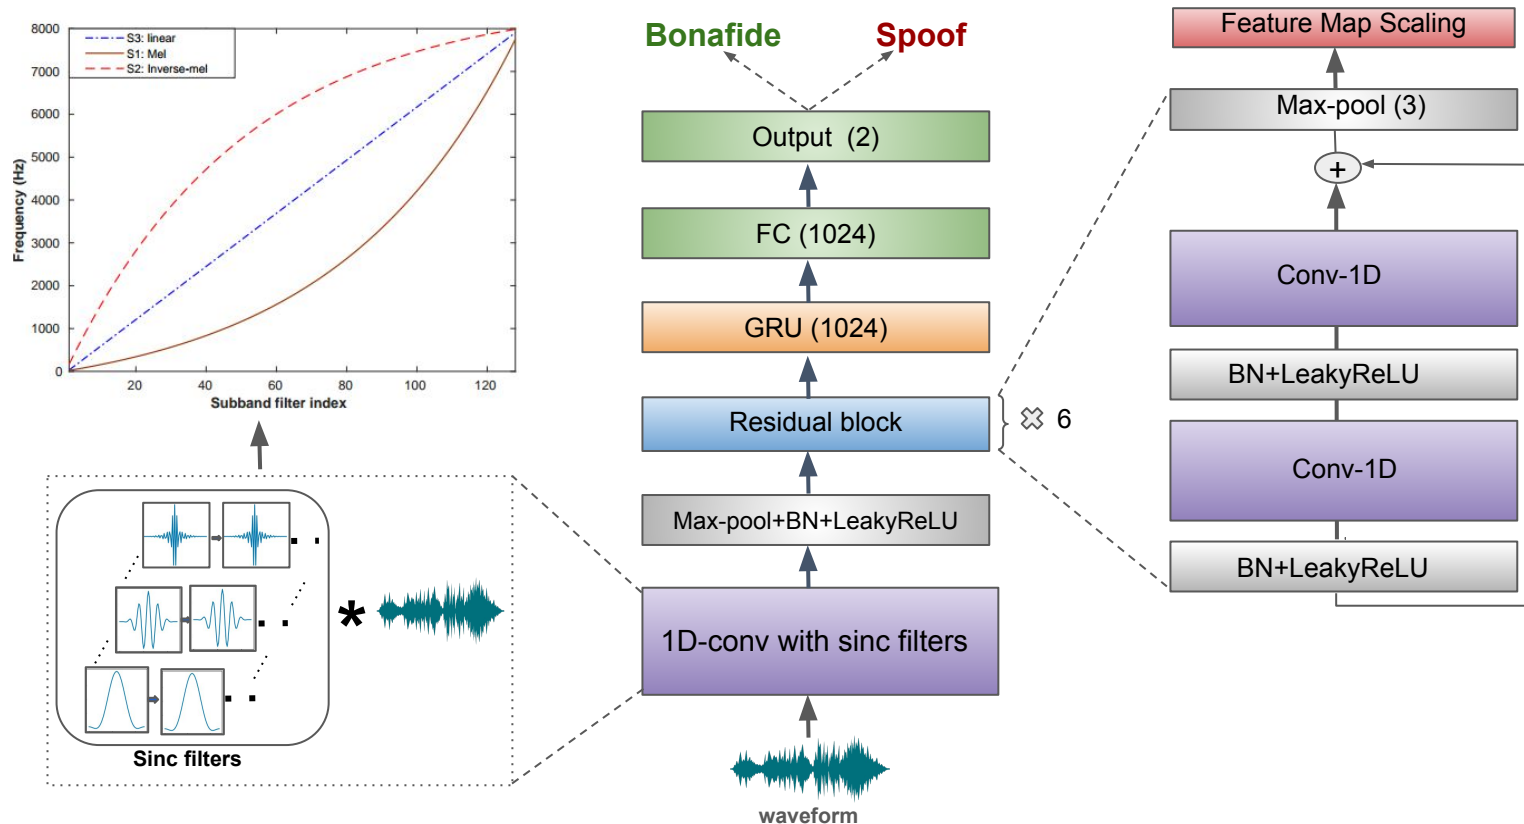 8000
7000
6000
5000
4000
3000
2000
1000
0
Frequency (Hz)
S3: linear
S1: Mel
S2: Inverse-mel
20
40
60
80
100
120
Subband filter index
Sinc filters
*
Bonafide
Spoof
Output (2)
FC (1024)
GRU (1024)
Residual block
6
Max-pool+BN+LeakyReLU
1D-conv with sinc filters
waveform
Feature Map Scaling
Max-pool (3)
+
Conv-1D
BN+LeakyReLU
Conv-1D
BN+LeakyReLU